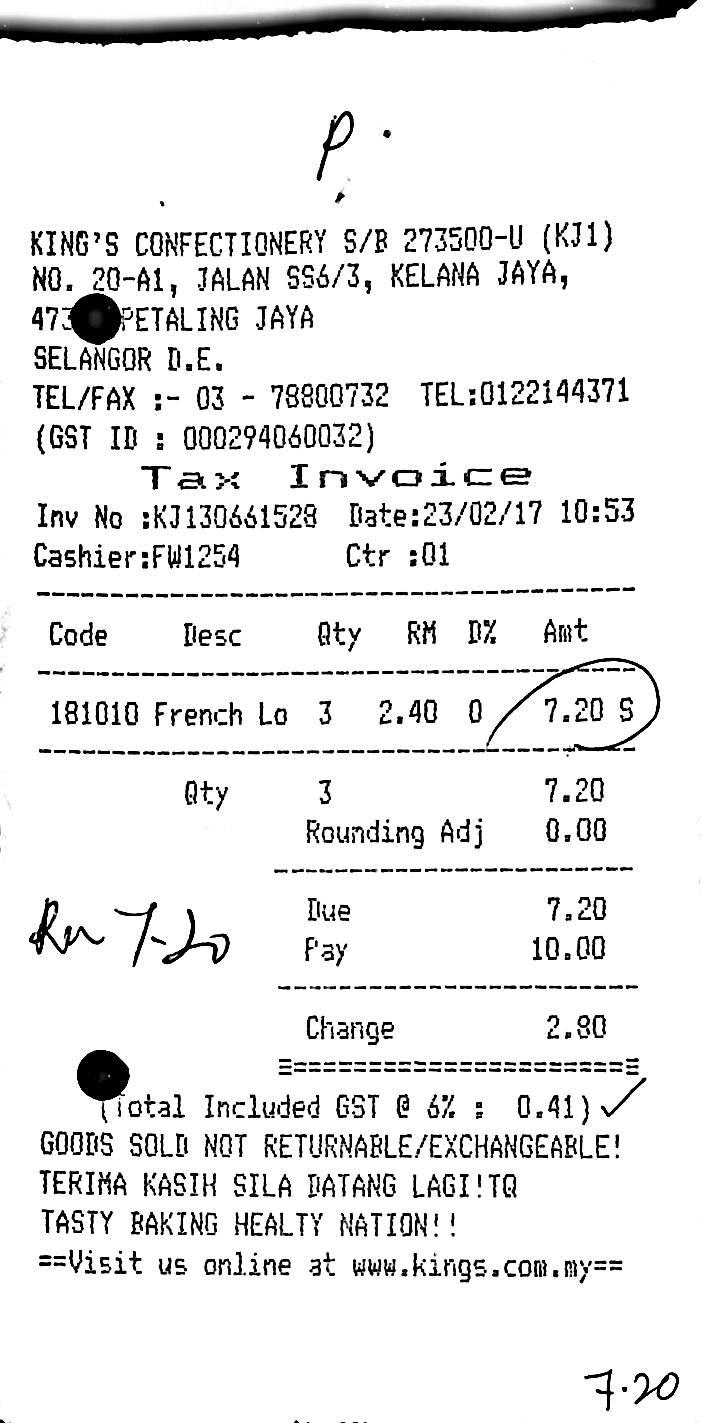 P.
KING'S CONFECTIONERY S/B 273500-U (KJ1)
NO. 20-A1, JALAN SS6/3, KELANA JAYA,
PETALING JAYA
SELANGOR D.E.
TEL/FAX :- 03 - 78800732 TEL:0122144371
(GST ID : 000294060032)
Tax Invoice
Inv No :KJ130661528 Date:23/02/17 10:53
Cashier:FW1254 Ctr :01
Code Desc Qty RM D% Amt
181010 French Lo 3 2.40 0 7.20 S
Qty 3 7.20
Rounding Adj 0.00
Due 7.20
Rm 7-20
Pay 10.00
Change 2.80
(Total Included GST @ 6% : 0.41)
GOODS SOLD NOT RETURNABLE/EXCHANGEABLE!
TERIMA KASIH SILA DATANG LAGI!TQ
TASTY BAKING HEALTY NATION!!
==Visit us online at www.kings.com.my==
7.20